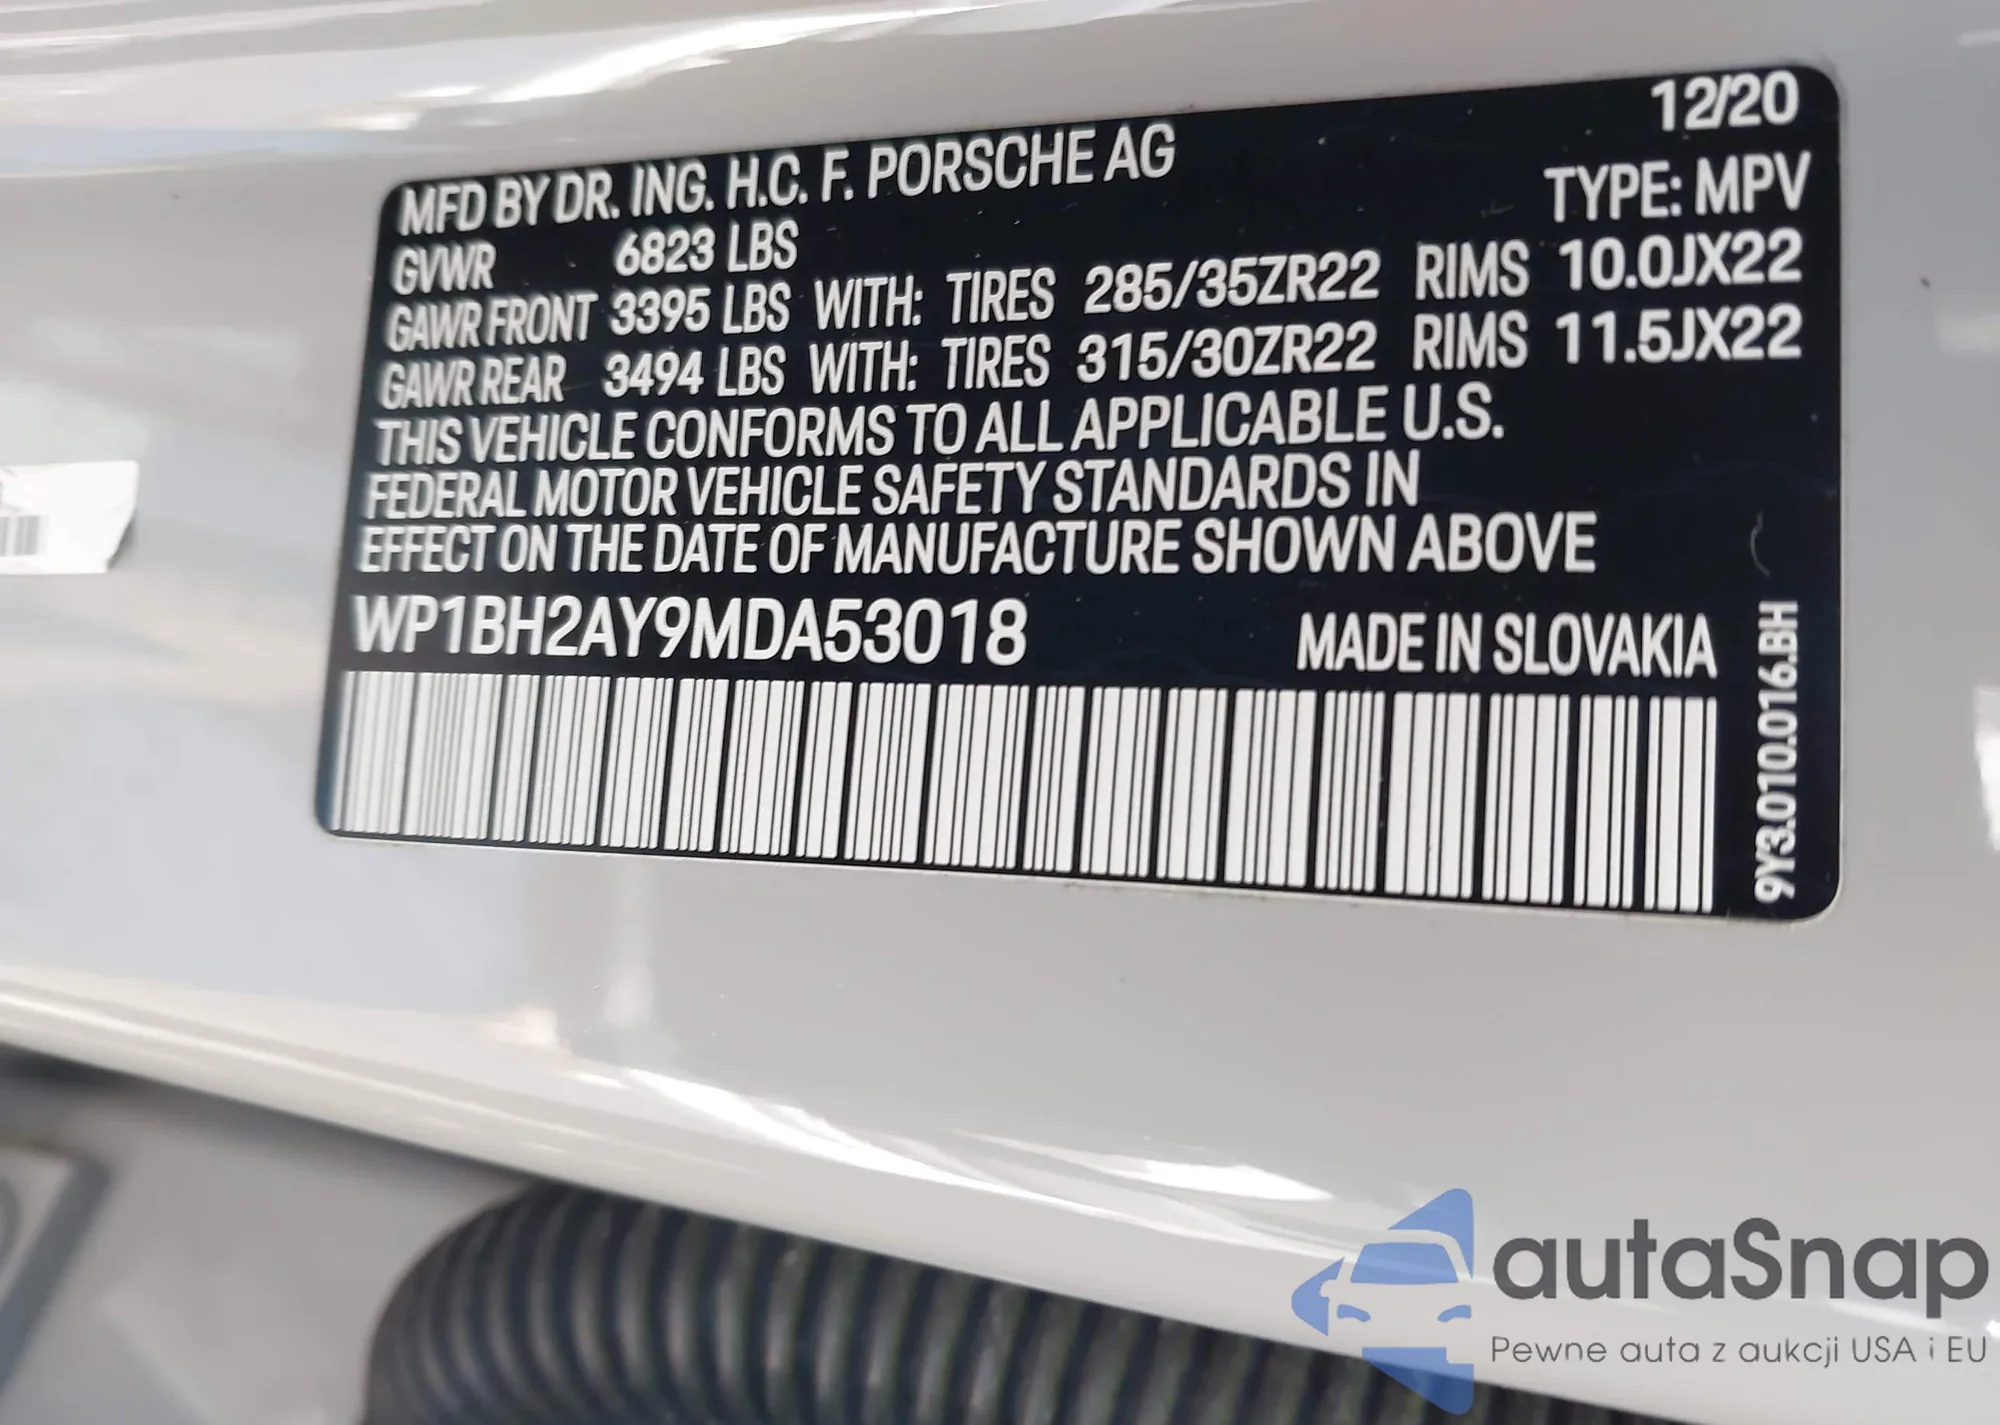 12/20
MFD BY DR. ING. H.C. F. PORSCHE AG
TYPE: MPV
GVWR 6823 LBS
GAWR FRONT 3395 LBS WITH: TIRES 285/35ZR22 RIMS 10.0JX22
GAWR REAR 3494 LBS WITH: TIRES 315/30ZR22 RIMS 11.5JX22
THIS VEHICLE CONFORMS TO ALL APPLICABLE U.S.
FEDERAL MOTOR VEHICLE SAFETY STANDARDS IN
EFFECT ON THE DATE OF MANUFACTURE SHOWN ABOVE
WP1BH2AY9MDA53018 MADE IN SLOVAKIA
9Y3.010.016.BH
autaSnap
Pewne auta z aukcji USA i EU